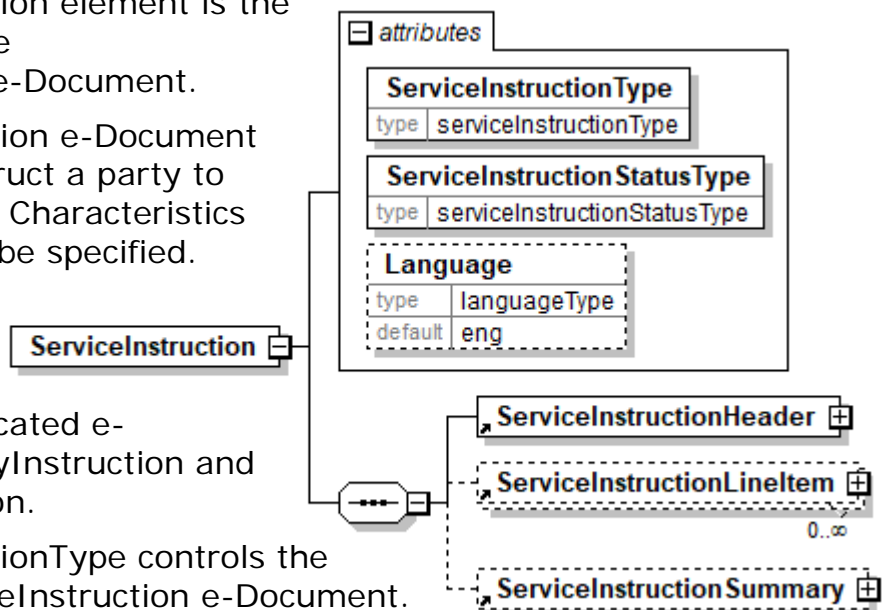 ion element is the
e
e-Document.
ion e-Document
ruct a party to
Characteristics
be specified.
cated e-
yInstruction and
on.
ionType controls the
eInstruction e-Document.
attributes
ServiceInstructionType
type serviceInstructionType
ServiceInstructionStatusType
type serviceInstructionStatusType
Language
type languageType
default eng
ServiceInstruction
ServiceInstructionHeader
ServiceInstructionLineItem
0..∞
ServiceInstructionSummary